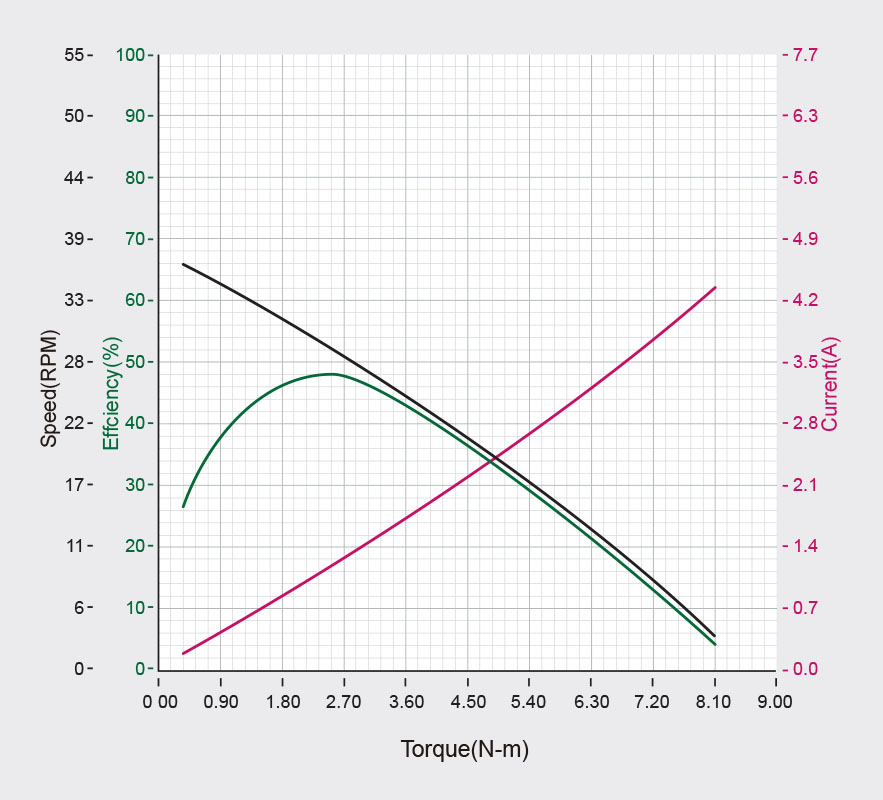 55 100 7.7
50 90 6.3
44 80 5.6
39 70 4.9
33 60 4.2
28 50 3.5
22 40 2.8
17 30 2.1
11 20 1.4
6 10 0.7
0 0 0.0
Speed(RPM)
Effciency(%)
Current(A)
0 00 0.90 1.80 2.70 3.60 4.50 5.40 6.30 7.20 8.10 9.00
Torque(N-m)